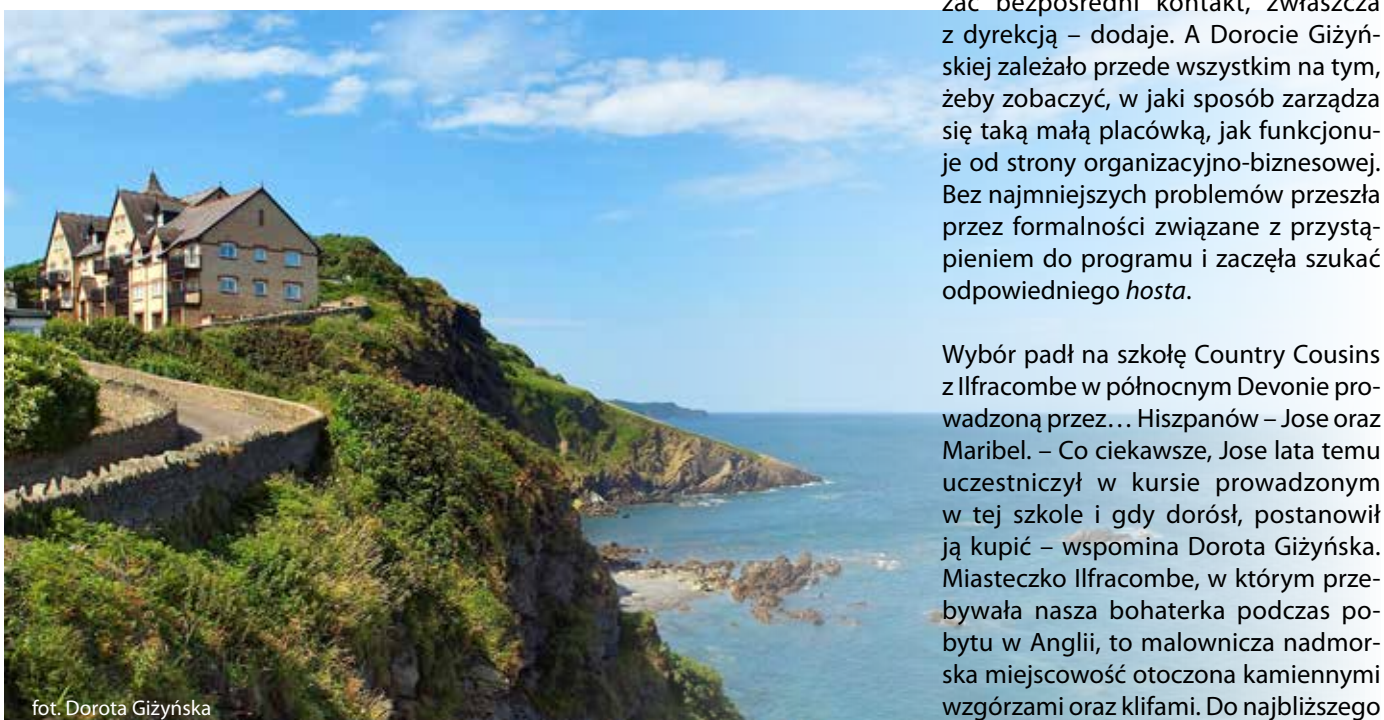 zać bezpośredni kontakt, zwłaszcza
z dyrekcją – dodaje. A Dorocie Giżyń-
skiej zależało przede wszystkim na tym,
żeby zobaczyć, w jaki sposób zarządza
się taką małą placówką, jak funkcjonu-
je od strony organizacyjno-biznesowej.
Bez najmniejszych problemów przeszła
przez formalności związane z przystą-
pieniem do programu i zaczęła szukać
odpowiedniego hosta.
Wybór padł na szkołę Country Cousins
z Ilfracombe w północnym Devonie pro-
wadzoną przez… Hiszpanów – Jose oraz
Maribel. – Co ciekawsze, Jose lata temu
uczestniczył w kursie prowadzonym
w tej szkole i gdy dorósł, postanowił
ją kupić – wspomina Dorota Giżyńska.
Miasteczko Ilfracombe, w którym prze-
bywała nasza bohaterka podczas po-
bytu w Anglii, to malownicza nadmor-
ska miejscowość otoczona kamiennymi
wzgórzami oraz klifami. Do najbliższego
fot. Dorota Giżyńska